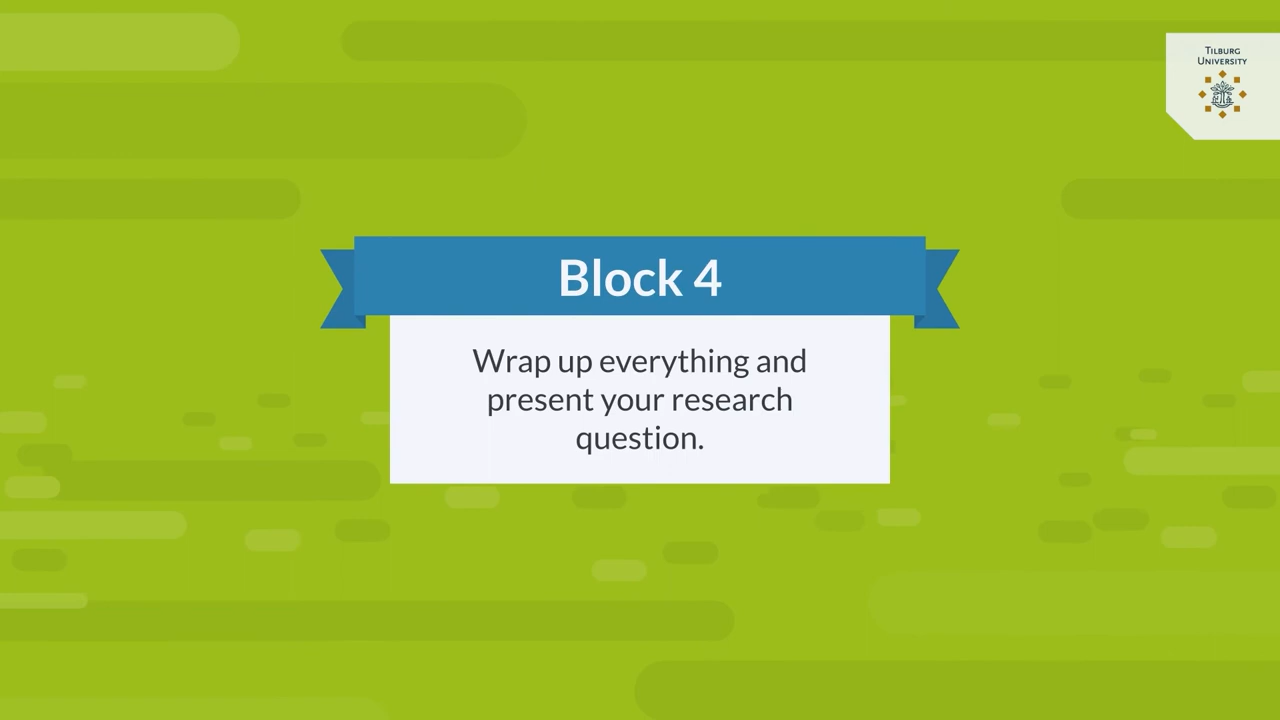 Tilburg
University
Block 4
Wrap up everything and
present your research
question.